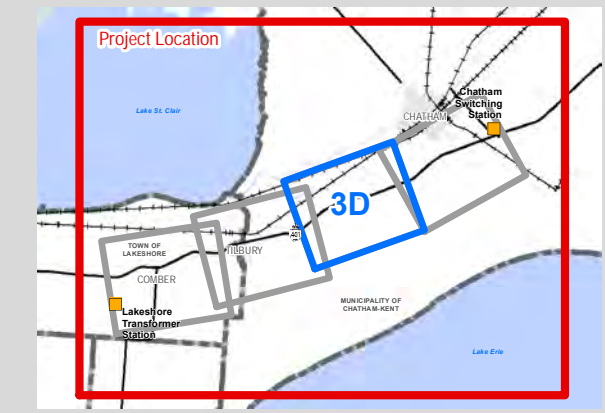 Project Location
Lake St. Clair
Chatham
Switching
Station
CHATHAM
3D
401
TILBURY
TOWN OF
LAKESHORE
COMBER
MUNICIPALITY OF
CHATHAM-KENT
Lakeshore
Transformer
Station
Lake Erie